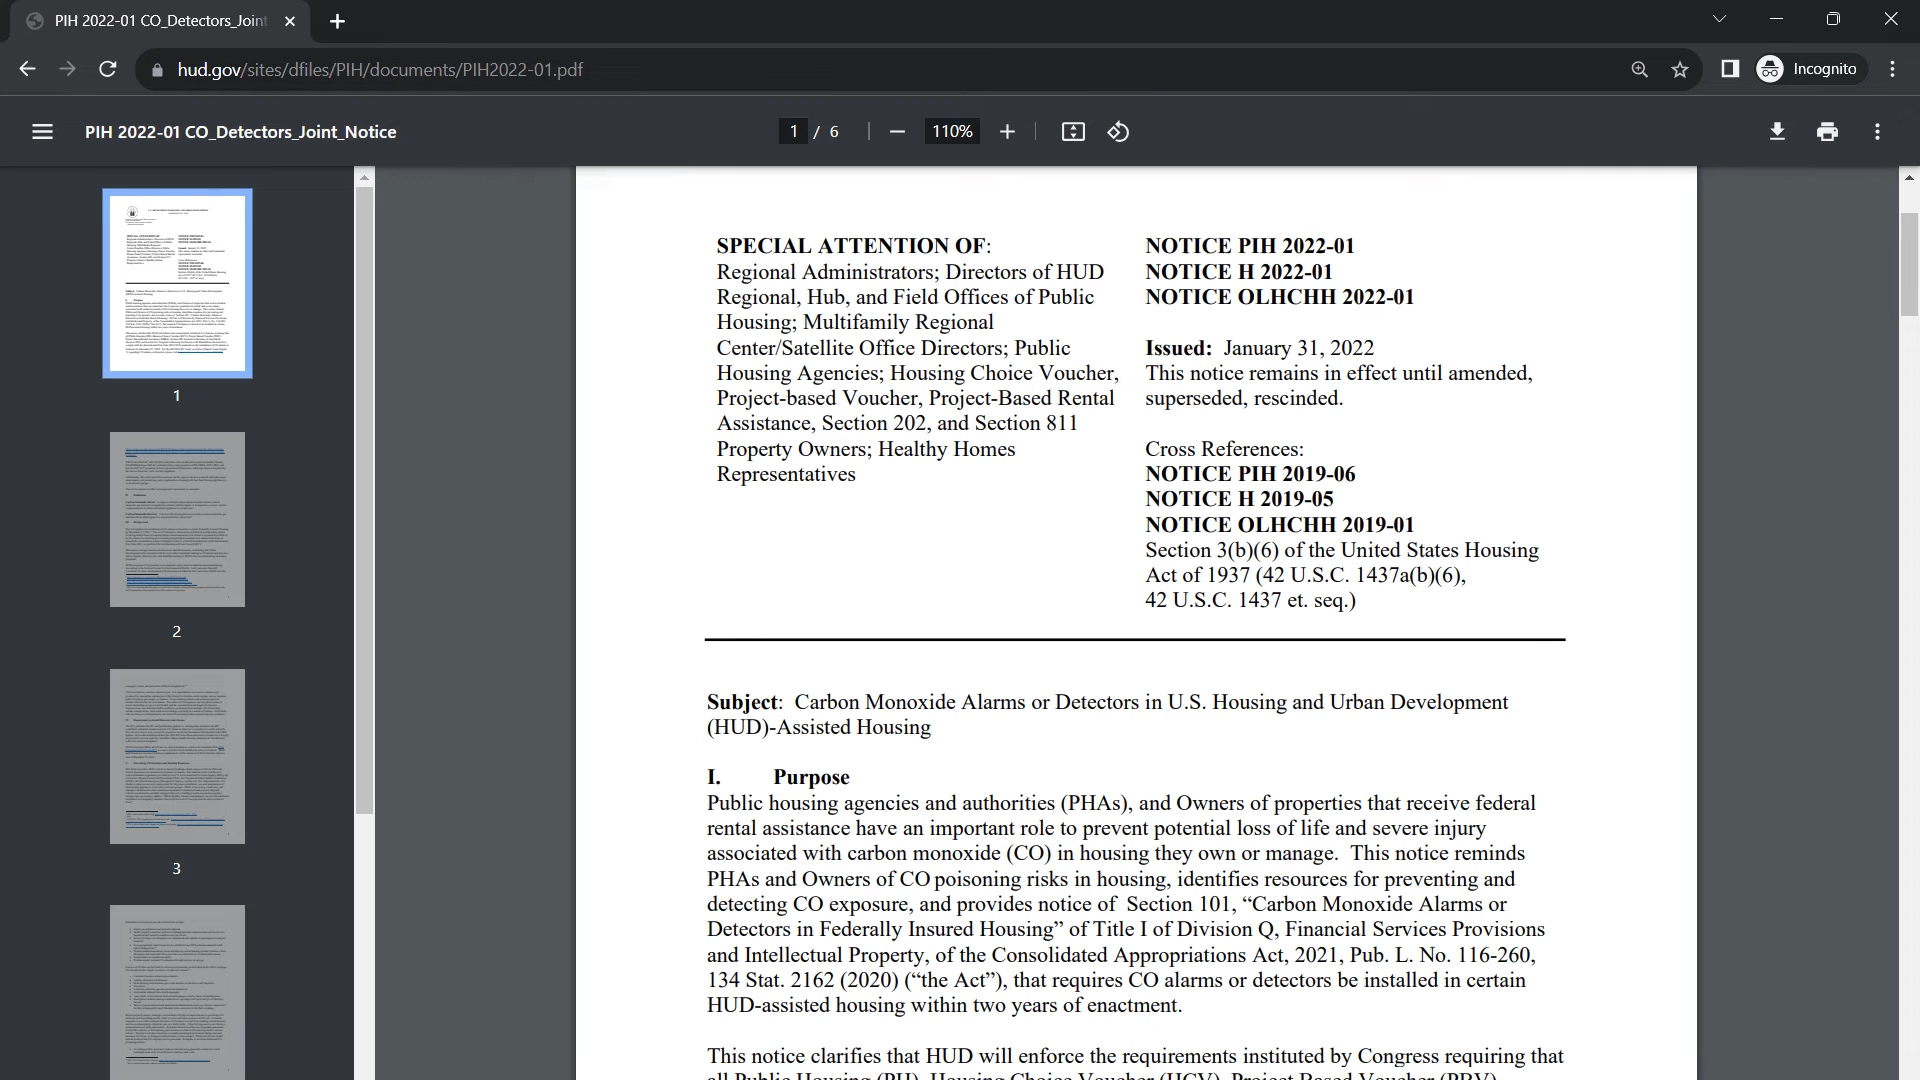 PIH 2022-01 CO_Detectors_Joint
hud.gov/sites/dfiles/PIH/documents/PIH2022-01.pdf
Incognito
PIH 2022-01 CO_Detectors_Joint_Notice
1 / 6
110%
1
2
3
SPECIAL ATTENTION OF:
Regional Administrators; Directors of HUD
Regional, Hub, and Field Offices of Public
Housing; Multifamily Regional
Center/Satellite Office Directors; Public
Housing Agencies; Housing Choice Voucher,
Project-based Voucher, Project-Based Rental
Assistance, Section 202, and Section 811
Property Owners; Healthy Homes
Representatives
NOTICE PIH 2022-01
NOTICE H 2022-01
NOTICE OLHCHH 2022-01
Issued: January 31, 2022
This notice remains in effect until amended,
superseded, rescinded.
Cross References:
NOTICE PIH 2019-06
NOTICE H 2019-05
NOTICE OLHCHH 2019-01
Section 3(b)(6) of the United States Housing
Act of 1937 (42 U.S.C. 1437a(b)(6),
42 U.S.C. 1437 et. seq.)
Subject: Carbon Monoxide Alarms or Detectors in U.S. Housing and Urban Development
(HUD)-Assisted Housing
I. Purpose
Public housing agencies and authorities (PHAs), and Owners of properties that receive federal
rental assistance have an important role to prevent potential loss of life and severe injury
associated with carbon monoxide (CO) in housing they own or manage. This notice reminds
PHAs and Owners of CO poisoning risks in housing, identifies resources for preventing and
detecting CO exposure, and provides notice of Section 101, “Carbon Monoxide Alarms or
Detectors in Federally Insured Housing” of Title I of Division Q, Financial Services Provisions
and Intellectual Property, of the Consolidated Appropriations Act, 2021, Pub. L. No. 116-260,
134 Stat. 2162 (2020) (“the Act”), that requires CO alarms or detectors be installed in certain
HUD-assisted housing within two years of enactment.
This notice clarifies that HUD will enforce the requirements instituted by Congress requiring that
all Public Housing (PH), Housing Choice Voucher (HCV), Project Based Voucher (PBV)